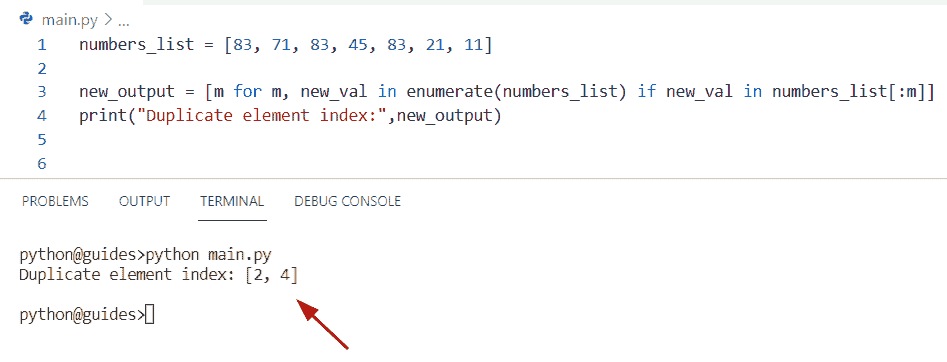 main.py > ...
1 numbers_list = [83, 71, 83, 45, 83, 21, 11]
2
3 new_output = [m for m, new_val in enumerate(numbers_list) if new_val in numbers_list[:m]]
4 print("Duplicate element index:",new_output)
5
6
PROBLEMS OUTPUT TERMINAL DEBUG CONSOLE
python@guides>python main.py
Duplicate element index: [2, 4]
python@guides>